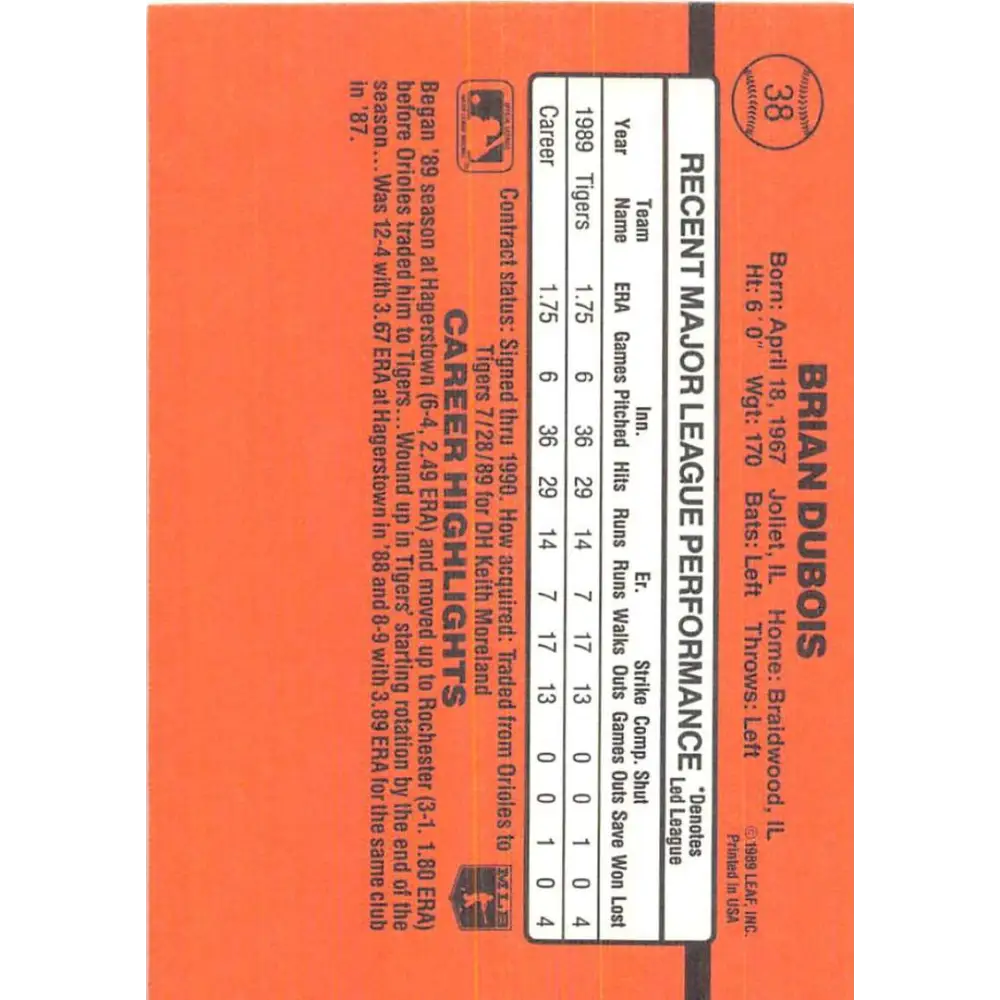 38
BRIAN DUBOIS
Born: April 18, 1967 Joliet, IL Home: Braidwood, IL
Ht: 6'0" Wgt: 170 Bats: Left Throws: Left
©1989 LEAF, INC.
Printed in USA
RECENT MAJOR LEAGUE PERFORMANCE *Denotes Led League
Team Inn. Er. Strike Comp. Shut
Year Name ERA Games Pitched Hits Runs Runs Walks Outs Games Outs Save Won Lost
1989 Tigers 1.75 6 36 29 14 7 17 13 0 0 1 0 4
Career 1.75 6 36 29 14 7 17 13 0 0 1 0 4
Contract status: Signed thru 1990. How acquired: Traded from Orioles to
Tigers 7/28/89 for DH Keith Moreland
MLB
CAREER HIGHLIGHTS
Began '89 season at Hagerstown (6-4, 2.49 ERA) and moved up to Rochester (3-1. 1.80 ERA)
before Orioles traded him to Tigers... Wound up in Tigers' starting rotation by the end of the
season... Was 12-4 with 3.67 ERA at Hagerstown in '88 and 8-9 with 3.89 ERA for the same club
in '87.